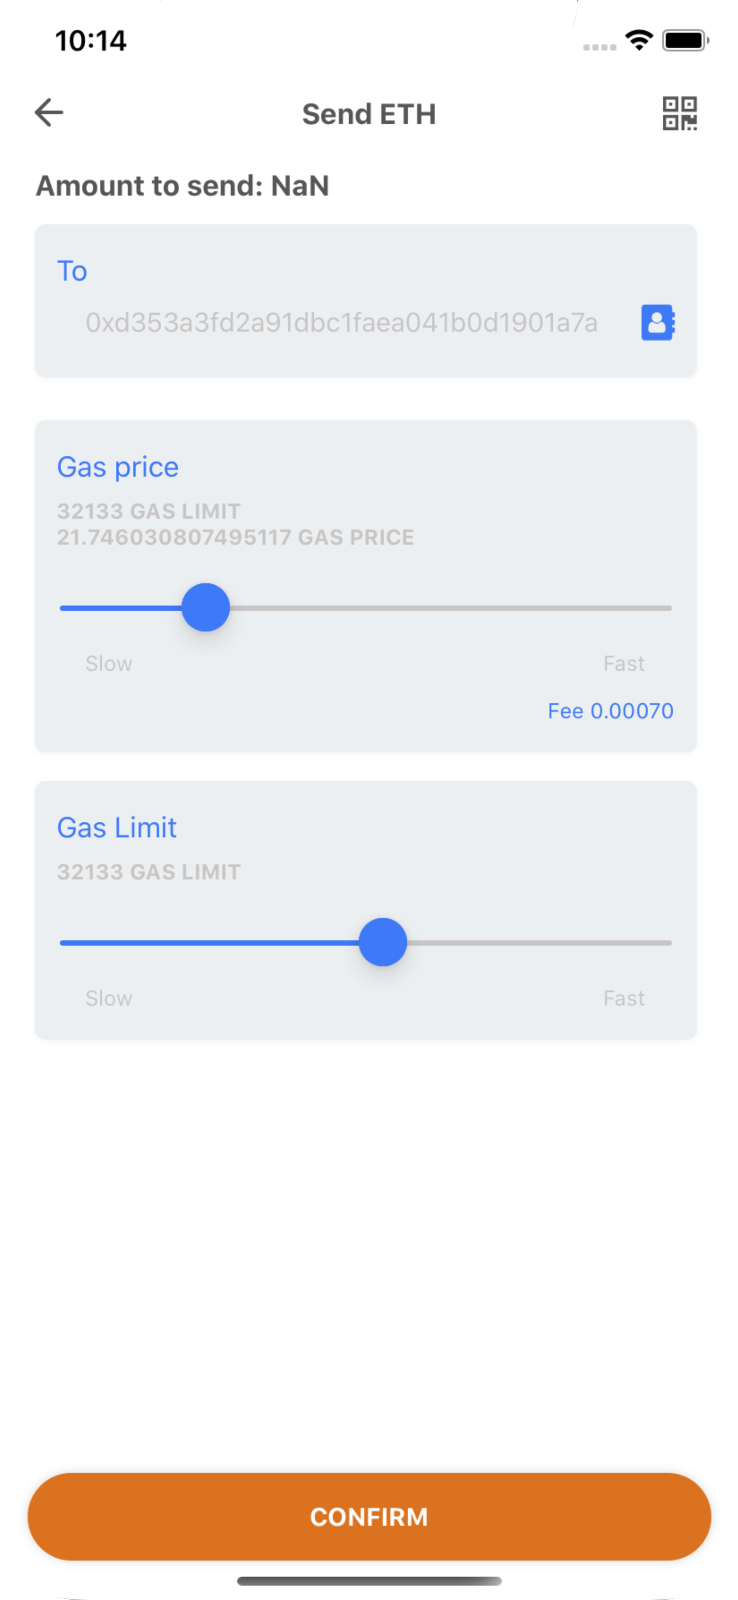 10:14
Send ETH
Amount to send: NaN
To
0xd353a3fd2a91dbc1faea041b0d1901a7a
Gas price
32133 GAS LIMIT
21.746030807495117 GAS PRICE
Slow Fast
Fee 0.00070
Gas Limit
32133 GAS LIMIT
Slow Fast
CONFIRM